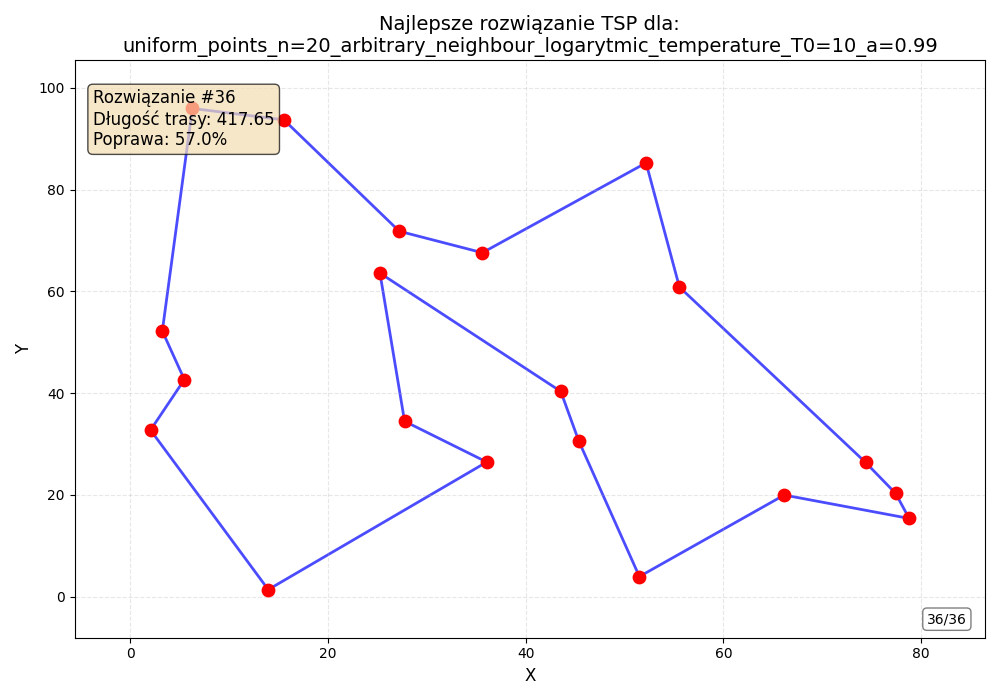 Najlepsze rozwiązanie TSP dla:
uniform_points_n=20_arbitrary_neighbour_logarytmic_temperature_T0=10_a=0.99
Rozwiązanie #36
Długość trasy: 417.65
Poprawa: 57.0%
100
80
60
40
20
0
Y
0 20 40 60 80
X
36/36